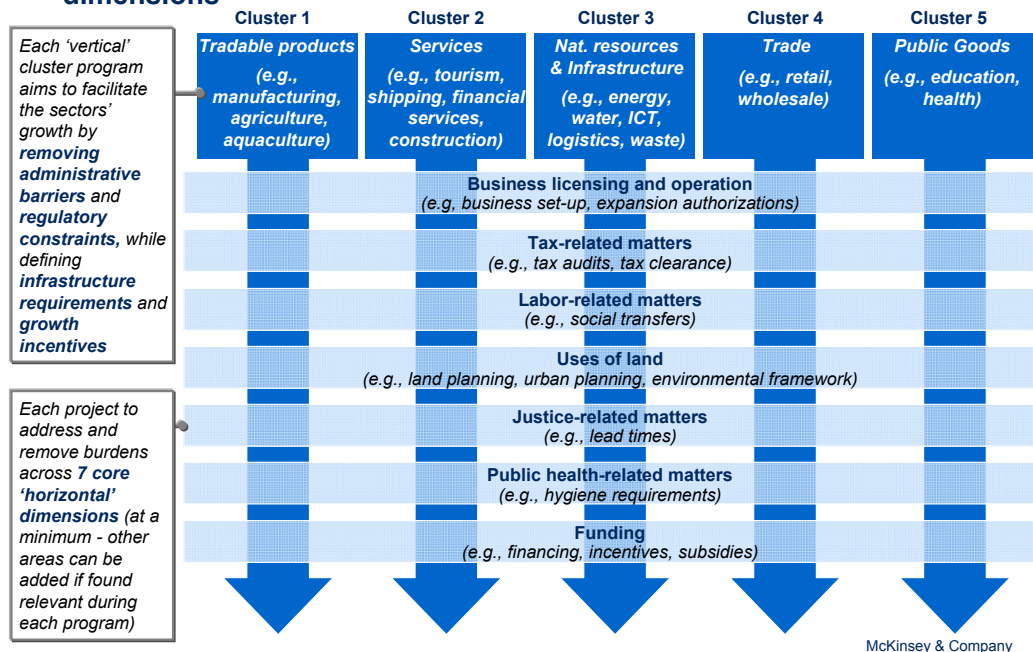 dimensions
Cluster 1
Cluster 2
Cluster 3
Cluster 4
Cluster 5
Each ‘vertical’
cluster program
aims to facilitate
the sectors’
growth by
removing
administrative
barriers and
regulatory
constraints, while
defining
infrastructure
requirements and
growth
incentives
Tradable products
(e.g.,
manufacturing,
agriculture,
aquaculture)
Services
(e.g., tourism,
shipping, financial
services,
construction)
Nat. resources
& Infrastructure
(e.g., energy,
water, ICT,
logistics, waste)
Trade
(e.g., retail,
wholesale)
Public Goods
(e.g., education,
health)
Business licensing and operation
(e.g, business set-up, expansion authorizations)
Tax-related matters
(e.g., tax audits, tax clearance)
Labor-related matters
(e.g., social transfers)
Uses of land
(e.g., land planning, urban planning, environmental framework)
Each project to
address and
remove burdens
across 7 core
‘horizontal’
dimensions (at a
minimum - other
areas can be
added if found
relevant during
each program)
Justice-related matters
(e.g., lead times)
Public health-related matters
(e.g., hygiene requirements)
Funding
(e.g., financing, incentives, subsidies)
McKinsey & Company